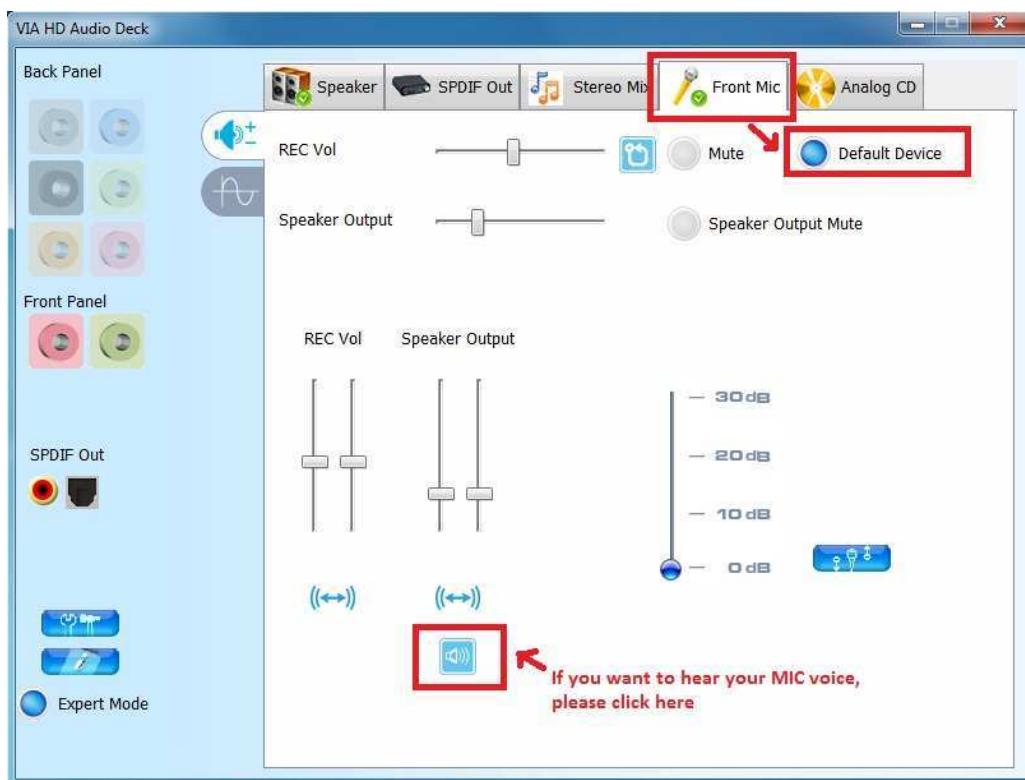 VIA HD Audio Deck
Back Panel
Speaker
SPDIF Out
Stereo Mix
Front Mic
Analog CD
REC Vol
Mute
Default Device
Speaker Output
Speaker Output Mute
Front Panel
REC Vol
Speaker Output
30dB
20dB
10dB
0dB
SPDIF Out
If you want to hear your MIC voice,
please click here
Expert Mode